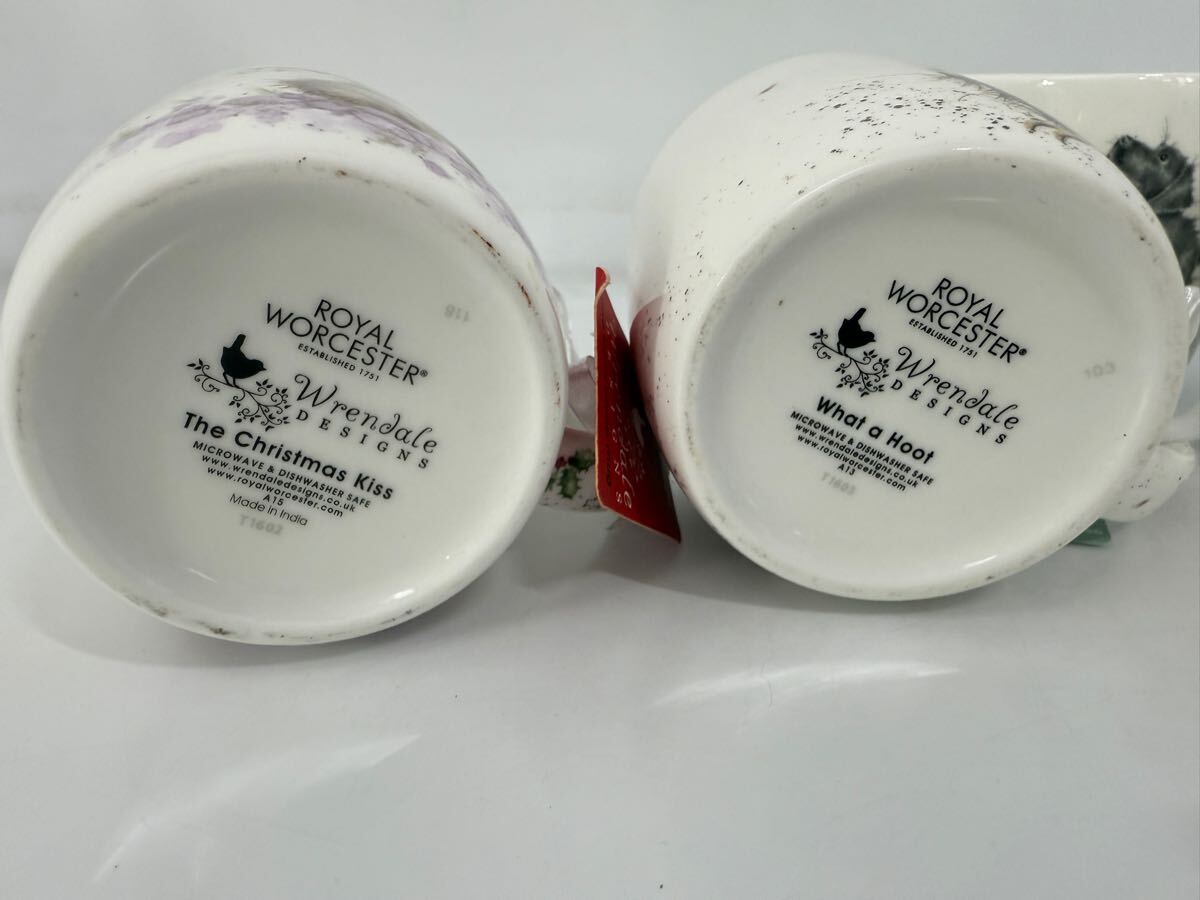 ROYAL
WORCESTER®
ESTABLISHED 1751
Wrendale
DESIGNS
The Christmas Kiss
MICROWAVE & DISHWASHER SAFE
www.wrendaledesigns.co.uk
www.royalworcester.com
A15
Made in India
T1602
118
ROYAL
WORCESTER®
ESTABLISHED 1751
Wrendale
DESIGNS
What a Hoot
MICROWAVE & DISHWASHER SAFE
www.wrendaledesigns.co.uk
www.royalworcester.com
A13
T1603